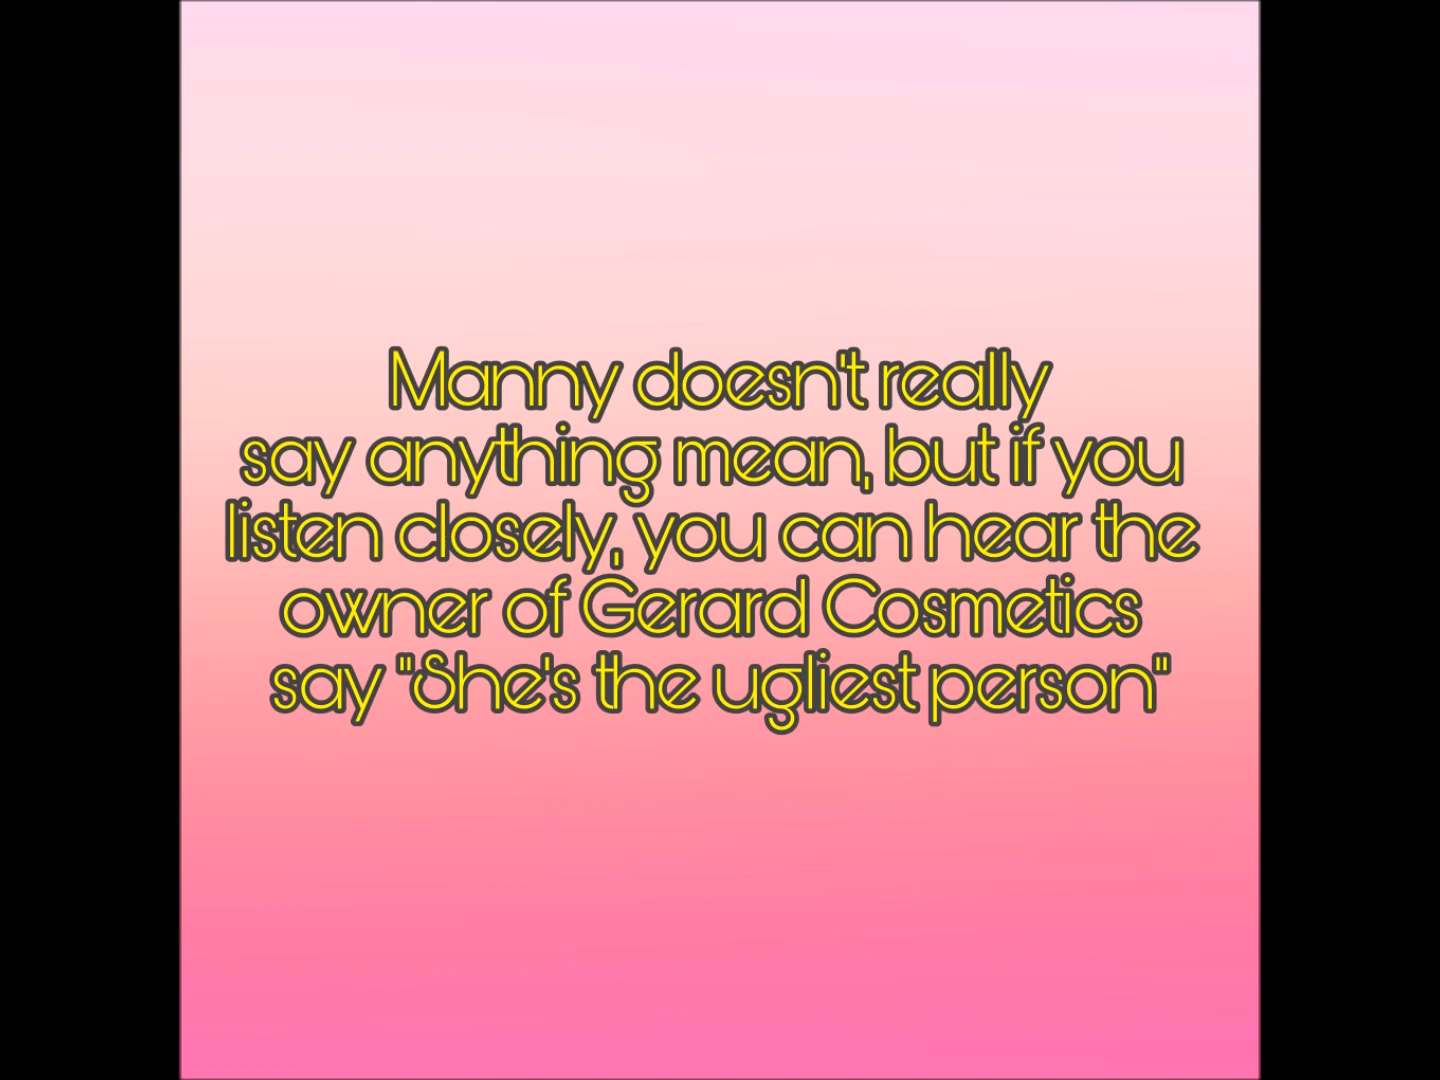 Manny doesn't really
say anything mean, but if you
listen closely, you can hear the
owner of Gerard Cosmetics
say "She's the ugliest person"